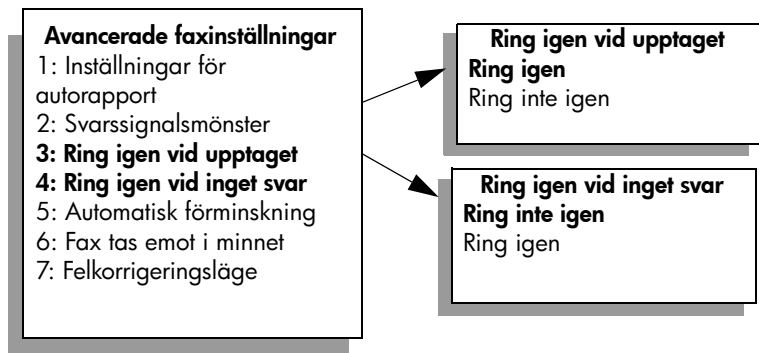 Avancerade faxinställningar
1: Inställningar för
autorapport
2: Svarssignalsmönster
3: Ring igen vid upptaget
4: Ring igen vid inget svar
5: Automatisk förminskning
6: Fax tas emot i minnet
7: Felkorrigeringsläge
Ring igen vid upptaget
Ring igen
Ring inte igen
Ring igen vid inget svar
Ring inte igen
Ring igen